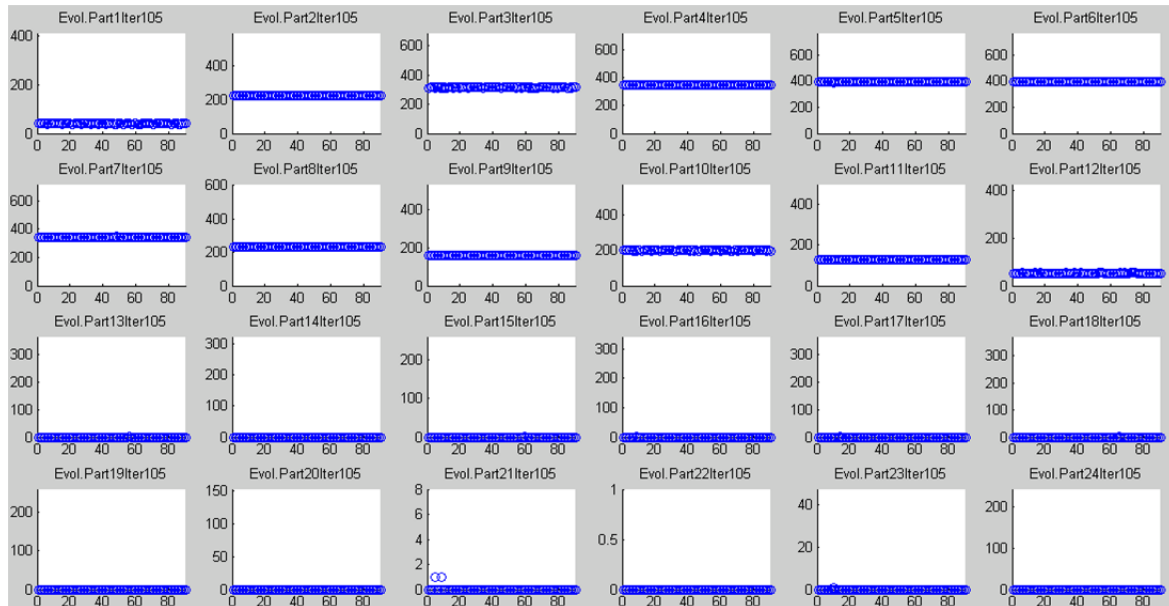 Evol.Part1Iter105 Evol.Part2Iter105 Evol.Part3Iter105 Evol.Part4Iter105 Evol.Part5Iter105 Evol.Part6Iter105
400 400 600 600 600 600
200 200 400 400 400 400
200 200 200 200
0 0 0 0 0 0
0 20 40 60 80 0 20 40 60 80 0 20 40 60 80 0 20 40 60 80 0 20 40 60 80 0 20 40 60 80
Evol.Part7Iter105 Evol.Part8Iter105 Evol.Part9Iter105 Evol.Part10Iter105 Evol.Part11Iter105 Evol.Part12Iter105
600 600 400 400 400 400
400 400 200 200 200 200
200 200
0 0 0 0 0 0
0 20 40 60 80 0 20 40 60 80 0 20 40 60 80 0 20 40 60 80 0 20 40 60 80 0 20 40 60 80
Evol.Part13Iter105 Evol.Part14Iter105 Evol.Part15Iter105 Evol.Part16Iter105 Evol.Part17Iter105 Evol.Part18Iter105
300 300 200 300 300 300
200 200 100 200 200 200
100 100 100 100 100
0 0 0 0 0 0
0 20 40 60 80 0 20 40 60 80 0 20 40 60 80 0 20 40 60 80 0 20 40 60 80 0 20 40 60 80
Evol.Part19Iter105 Evol.Part20Iter105 Evol.Part21Iter105 Evol.Part22Iter105 Evol.Part23Iter105 Evol.Part24Iter105
200 150 8 1 40 200
100 100 6 0.5 20 100
50 4
2
0 0 0 0 0 0
0 20 40 60 80 0 20 40 60 80 0 20 40 60 80 0 20 40 60 80 0 20 40 60 80 0 20 40 60 80